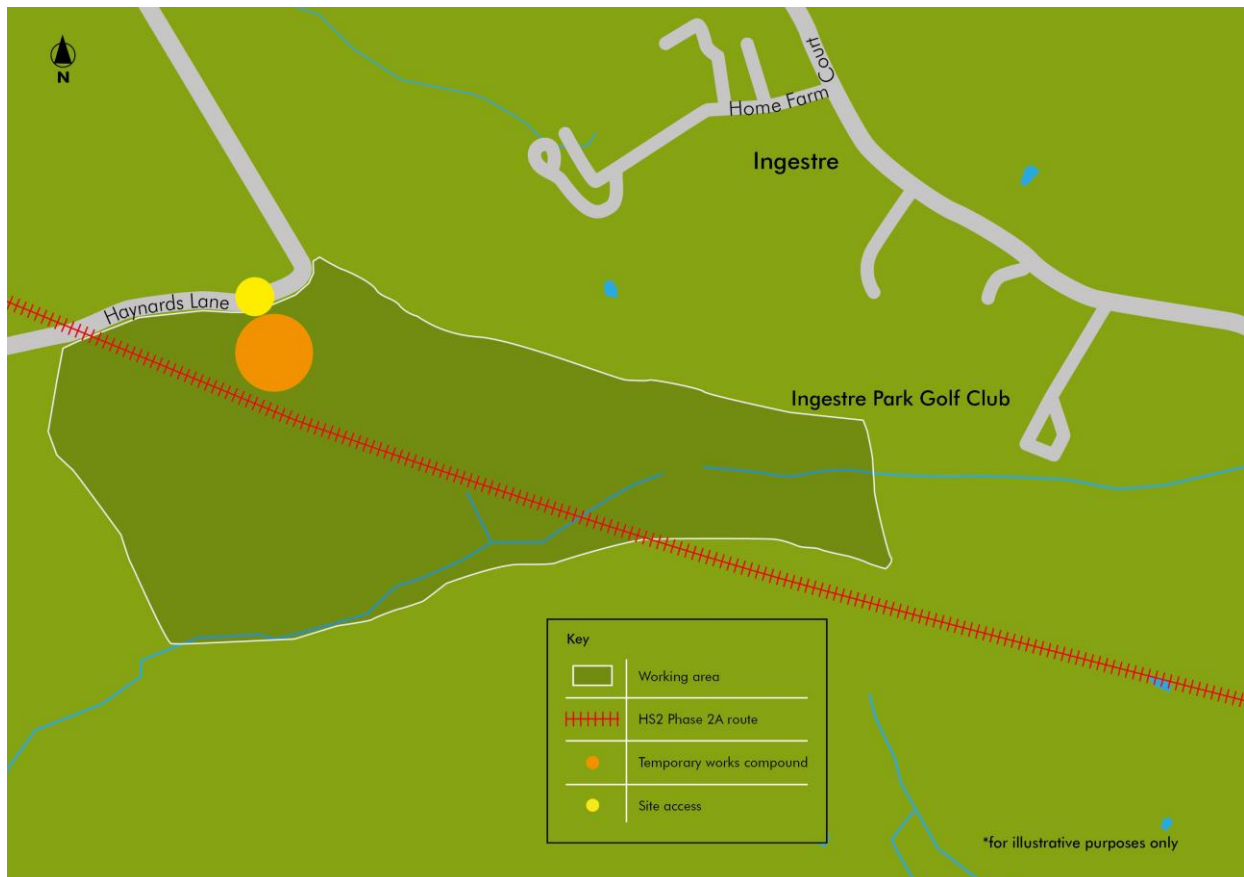 N
Home Farm Court
Ingestre
Haynards Lane
Ingestre Park Golf Club
Key
Working area
HS2 Phase 2A route
Temporary works compound
Site access
*for illustrative purposes only